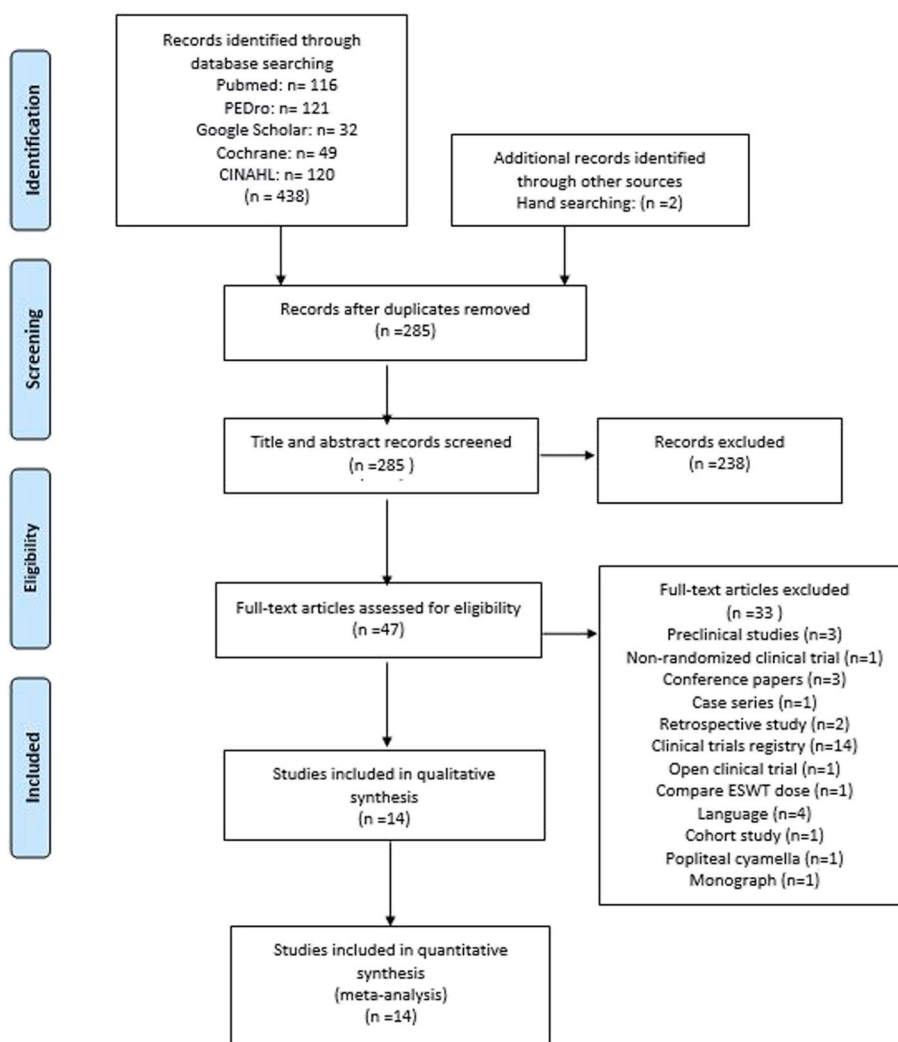 Identification
Records identified through
database searching
Pubmed: n= 116
PEDro: n= 121
Google Scholar: n= 32
Cochrane: n= 49
CINAHL: n= 120
(n = 438)
Additional records identified
through other sources
Hand searching: (n =2)
Screening
Records after duplicates removed
(n =285)
Title and abstract records screened
(n =285 )
Records excluded
(n =238)
Eligibility
Full-text articles assessed for eligibility
(n =47)
Full-text articles excluded
(n =33 )
Preclinical studies (n=3)
Non-randomized clinical trial (n=1)
Conference papers (n=3)
Case series (n=1)
Retrospective study (n=2)
Clinical trials registry (n=14)
Open clinical trial (n=1)
Compare ESWT dose (n=1)
Language (n=4)
Cohort study (n=1)
Popliteal cyamella (n=1)
Monograph (n=1)
Included
Studies included in qualitative
synthesis
(n =14)
Studies included in quantitative
synthesis
(meta-analysis)
(n =14)